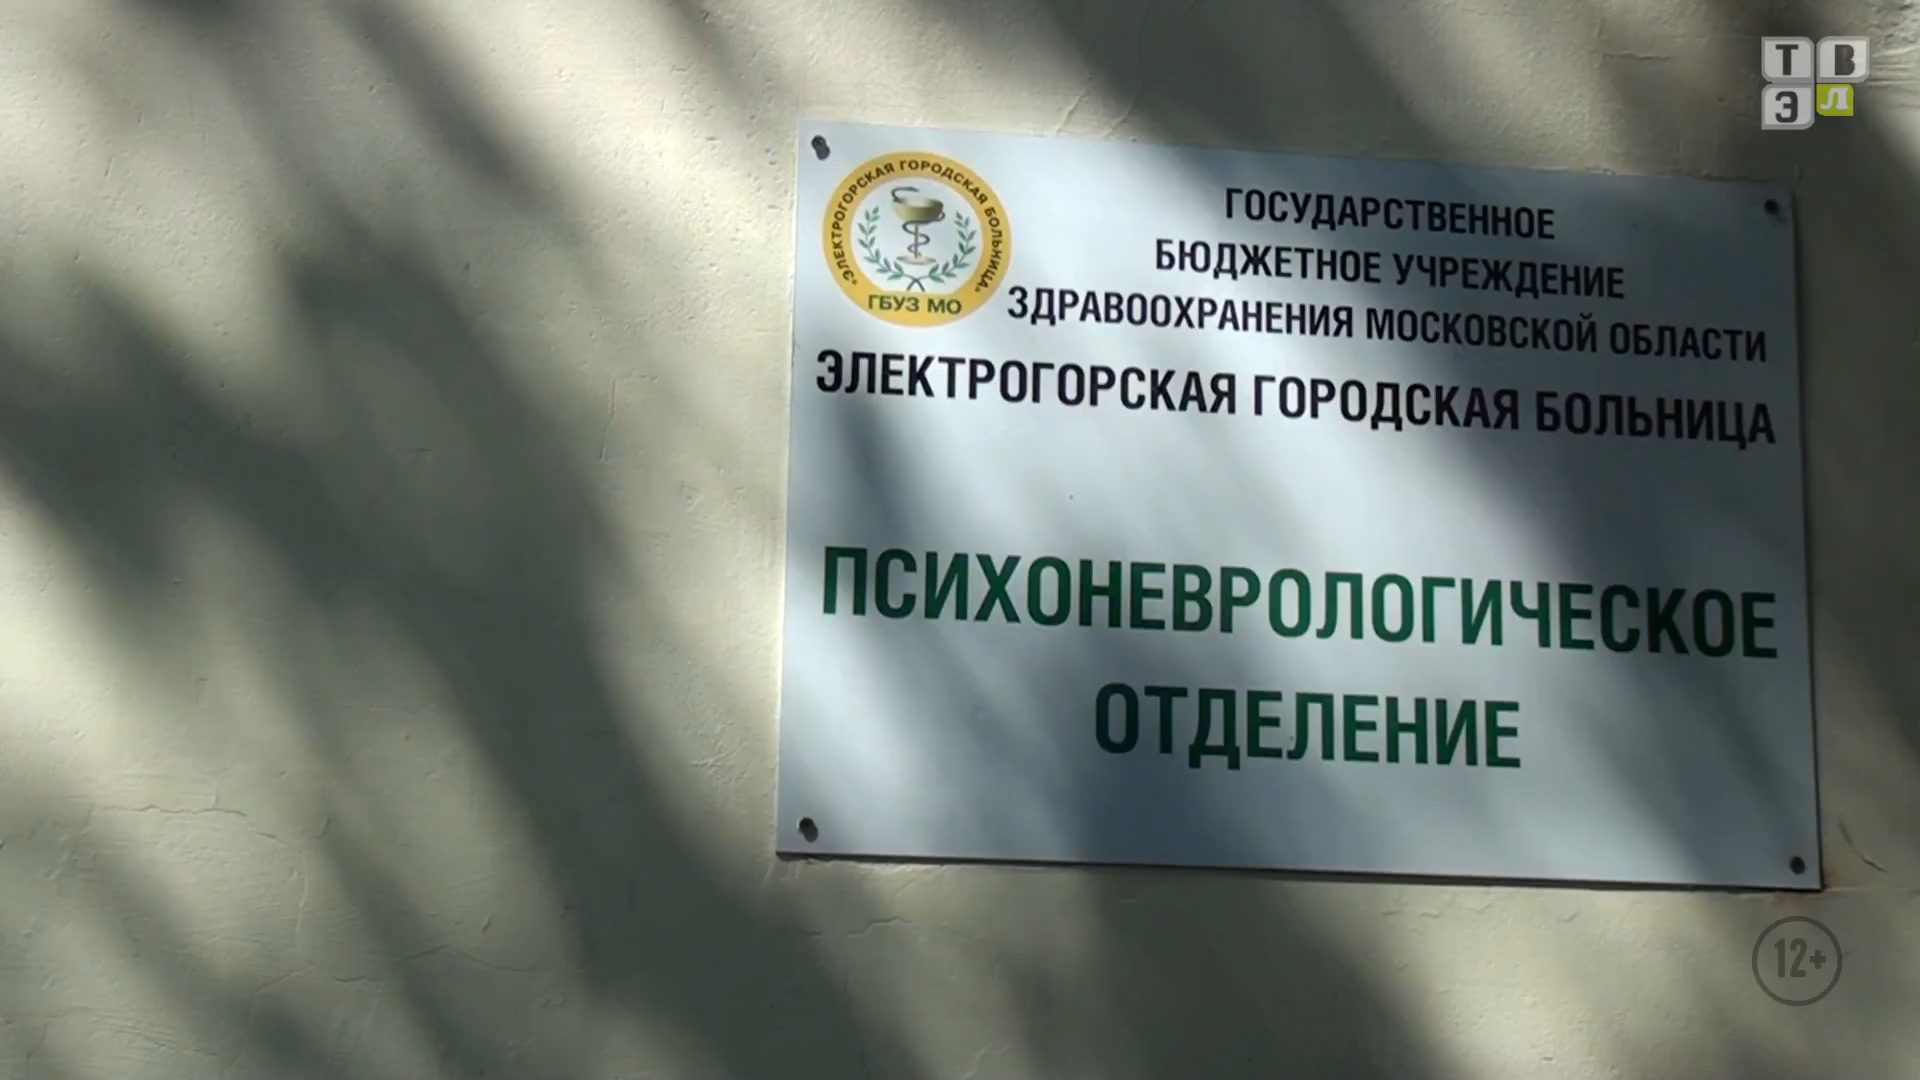 ТВ
ЭЛ
"ЭЛЕКТРОГОРСКАЯ ГОРОДСКАЯ БОЛЬНИЦА"
ГБУЗ МО
ГОСУДАРСТВЕННОЕ
БЮДЖЕТНОЕ УЧРЕЖДЕНИЕ
ЗДРАВООХРАНЕНИЯ МОСКОВСКОЙ ОБЛАСТИ
ЭЛЕКТРОГОРСКАЯ ГОРОДСКАЯ БОЛЬНИЦА
ПСИХОНЕВРОЛОГИЧЕСКОЕ
ОТДЕЛЕНИЕ
12+